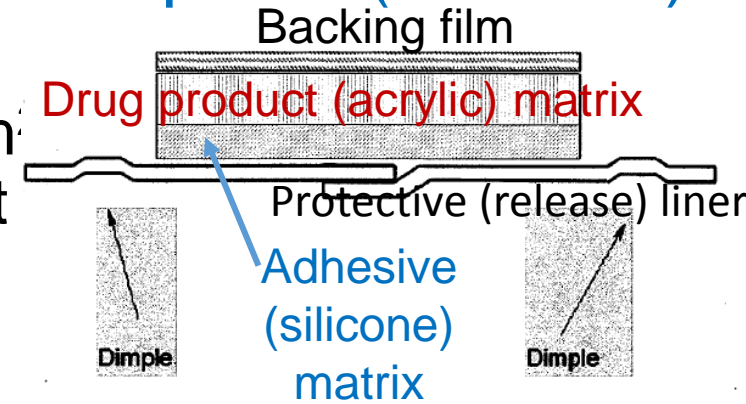 Backing film
Drug product (acrylic) matrix
Protective (release) liner
Adhesive
(silicone)
matrix
Dimple
Dimple